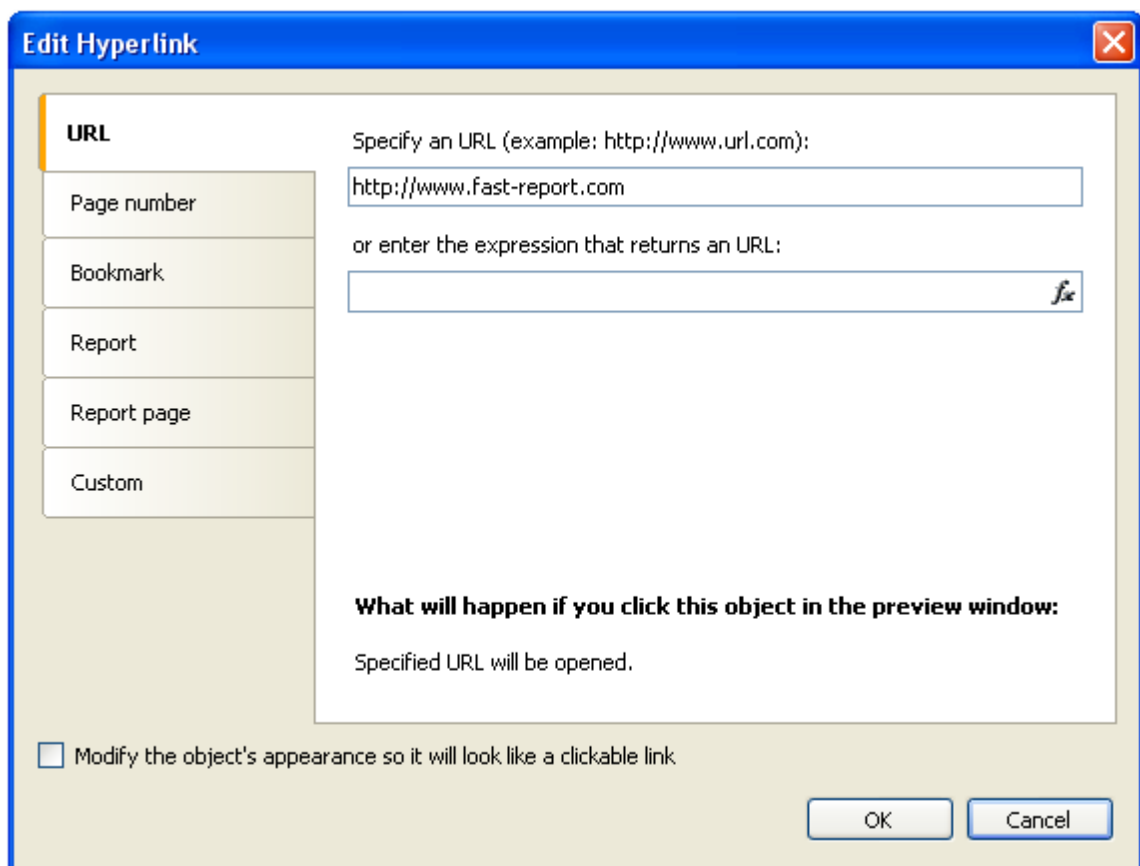 Edit Hyperlink
URL
Page number
Bookmark
Report
Report page
Custom
Specify an URL (example: http://www.url.com):
http://www.fast-report.com
or enter the expression that returns an URL:
fx
What will happen if you click this object in the preview window:
Specified URL will be opened.
Modify the object's appearance so it will look like a clickable link
OK
Cancel